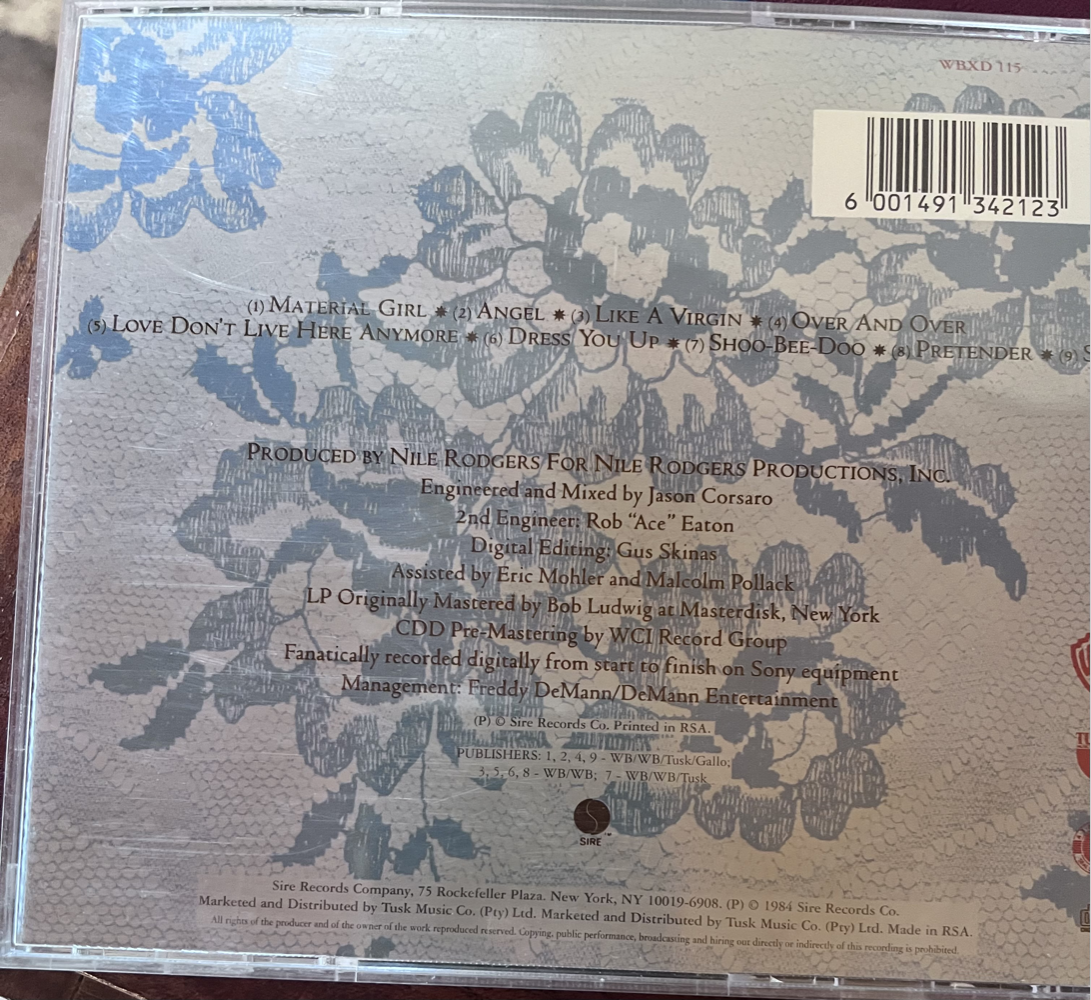 WBXD 115
6 001491 342123
(1) MATERIAL GIRL ✷ (2) ANGEL ✷ (3) LIKE A VIRGIN ✷ (4) OVER AND OVER
(5) LOVE DON'T LIVE HERE ANYMORE ✷ (6) DRESS YOU UP ✷ (7) SHOO-BEE-DOO ✷ (8) PRETENDER ✷ (9) S
PRODUCED BY NILE RODGERS FOR NILE RODGERS PRODUCTIONS, INC.
Engineered and Mixed by Jason Corsaro
2nd Engineer: Rob "Ace" Eaton
Digital Editing: Gus Skinas
Assisted by Eric Mohler and Malcolm Pollack
LP Originally Mastered by Bob Ludwig at Masterdisk, New York
CDD Pre-Mastering by WCI Record Group
Fanatically recorded digitally from start to finish on Sony equipment
Management: Freddy DeMann/DeMann Entertainment
(P) © Sire Records Co. Printed in RSA.
PUBLISHERS: 1, 2, 4, 9 - WB/WB/Tusk/Gallo;
3, 5, 6, 8 - WB/WB; 7 - WB/WB/Tusk
SIRE™
Sire Records Company, 75 Rockefeller Plaza. New York, NY 10019-6908. (P) © 1984 Sire Records Co.
Marketed and Distributed by Tusk Music Co. (Pty) Ltd. Marketed and Distributed by Tusk Music Co. (Pty) Ltd. Made in RSA.
All rights of the producer and of the owner of the work reproduced reserved. Copying, public performance, broadcasting and hiring out directly or indirectly of this recording is prohibited.